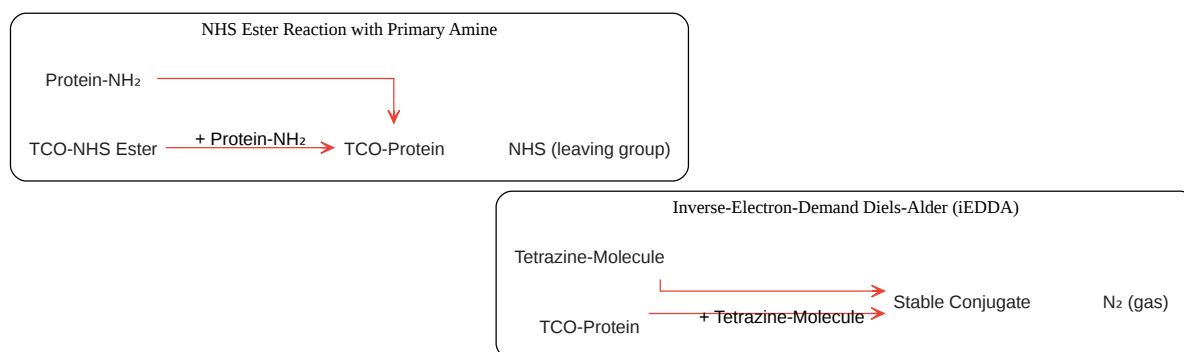 NHS Ester Reaction with Primary Amine
Protein-NH₂
TCO-NHS Ester
+ Protein-NH₂
TCO-Protein
NHS (leaving group)
Inverse-Electron-Demand Diels-Alder (iEDDA)
Tetrazine-Molecule
TCO-Protein
+ Tetrazine-Molecule
Stable Conjugate
N₂ (gas)